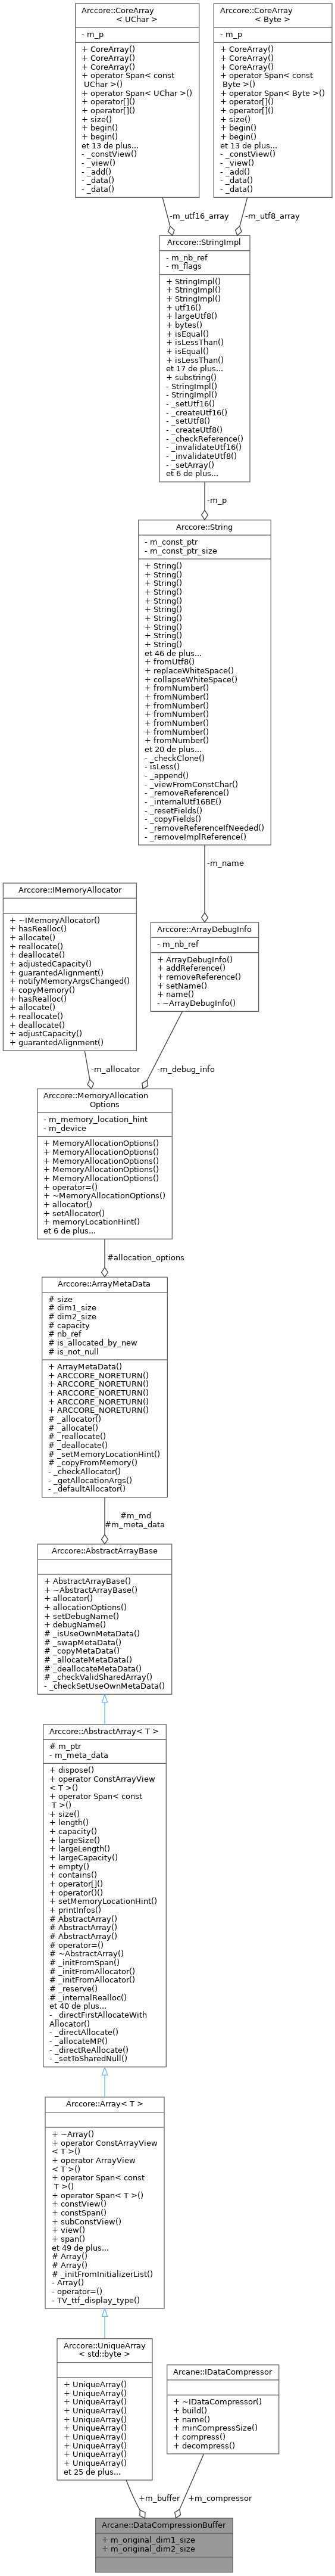 Arccore::CoreArray
< UChar >
- m_p
+ CoreArray()
+ CoreArray()
+ CoreArray()
+ operator Span< const
UChar >()
+ operator Span< UChar >()
+ operator[]()
+ operator[]()
+ size()
+ begin()
+ begin()
et 13 de plus...
- _constView()
- _view()
- _add()
- _data()
- _data()
Arccore::CoreArray
< Byte >
- m_p
+ CoreArray()
+ CoreArray()
+ CoreArray()
+ operator Span< const
Byte >()
+ operator Span< Byte >()
+ operator[]()
+ operator[]()
+ size()
+ begin()
+ begin()
et 13 de plus...
- _constView()
- _view()
- _add()
- _data()
- _data()
-m_utf16_array
-m_utf8_array
Arccore::StringImpl
- m_nb_ref
- m_flags
+ StringImpl()
+ StringImpl()
+ StringImpl()
+ utf16()
+ largeUtf8()
+ bytes()
+ isEqual()
+ isLessThan()
+ isEqual()
+ isLessThan()
et 17 de plus...
+ substring()
- StringImpl()
- StringImpl()
- _setUtf16()
- _createUtf16()
- _setUtf8()
- _createUtf8()
- _checkReference()
- _invalidateUtf16()
- _invalidateUtf8()
- _setArray()
et 6 de plus...
-m_p
Arccore::String
- m_const_ptr
- m_const_ptr_size
+ String()
+ String()
+ String()
+ String()
+ String()
+ String()
+ String()
+ String()
+ String()
+ String()
et 46 de plus...
+ fromUtf8()
+ replaceWhiteSpace()
+ collapseWhiteSpace()
+ fromNumber()
+ fromNumber()
+ fromNumber()
+ fromNumber()
+ fromNumber()
+ fromNumber()
+ fromNumber()
et 20 de plus...
- _checkClone()
- isLess()
- _append()
- _viewFromConstChar()
- _removeReference()
- _internalUtf16BE()
- _resetFields()
- _copyFields()
- _removeReferenceIfNeeded()
- _removeImplReference()
-m_name
Arccore::IMemoryAllocator
+ ~IMemoryAllocator()
+ hasRealloc()
+ allocate()
+ reallocate()
+ deallocate()
+ adjustedCapacity()
+ guarantedAlignment()
+ notifyMemoryArgsChanged()
+ copyMemory()
+ hasRealloc()
+ allocate()
+ reallocate()
+ deallocate()
+ adjustCapacity()
+ guarantedAlignment()
Arccore::ArrayDebugInfo
- m_nb_ref
+ ArrayDebugInfo()
+ addReference()
+ removeReference()
+ setName()
+ name()
- ~ArrayDebugInfo()
-m_allocator
-m_debug_info
Arccore::MemoryAllocation
Options
- m_memory_location_hint
- m_device
+ MemoryAllocationOptions()
+ MemoryAllocationOptions()
+ MemoryAllocationOptions()
+ MemoryAllocationOptions()
+ MemoryAllocationOptions()
+ operator=()
+ ~MemoryAllocationOptions()
+ allocator()
+ setAllocator()
+ memoryLocationHint()
et 6 de plus...
#allocation_options
Arccore::ArrayMetaData
# size
# dim1_size
# dim2_size
# capacity
# nb_ref
# is_allocated_by_new
# is_not_null
+ ArrayMetaData()
+ ARCCORE_NORETURN()
+ ARCCORE_NORETURN()
+ ARCCORE_NORETURN()
+ ARCCORE_NORETURN()
+ ARCCORE_NORETURN()
# _allocator()
# _allocate()
# _reallocate()
# _deallocate()
# _setMemoryLocationHint()
# _copyFromMemory()
- _checkAllocator()
- _getAllocationArgs()
- _defaultAllocator()
#m_md
#m_meta_data
Arccore::AbstractArrayBase
+ AbstractArrayBase()
+ ~AbstractArrayBase()
+ allocator()
+ allocationOptions()
+ setDebugName()
+ debugName()
# _isUseOwnMetaData()
# _swapMetaData()
# _copyMetaData()
# _allocateMetaData()
# _deallocateMetaData()
# _checkValidSharedArray()
- _checkSetUseOwnMetaData()
Arccore::AbstractArray< T >
# m_ptr
- m_meta_data
+ dispose()
+ operator ConstArrayView
< T >()
+ operator Span< const
T >()
+ size()
+ length()
+ capacity()
+ largeSize()
+ largeLength()
+ largeCapacity()
+ empty()
+ contains()
+ operator[]()
+ operator()()
+ setMemoryLocationHint()
+ printInfos()
# AbstractArray()
# AbstractArray()
# AbstractArray()
# operator=()
# ~AbstractArray()
# _initFromSpan()
# _initFromAllocator()
# _initFromAllocator()
# _reserve()
# _internalRealloc()
et 40 de plus...
- _directFirstAllocateWith
Allocator()
- _directAllocate()
- _allocateMP()
- _directReAllocate()
- _setToSharedNull()
Arccore::Array< T >
+ ~Array()
+ operator ConstArrayView
< T >()
+ operator ArrayView
< T >()
+ operator Span< const
T >()
+ operator Span< T >()
+ constView()
+ constSpan()
+ subConstView()
+ view()
+ span()
et 49 de plus...
# Array()
# Array()
# _initFromInitializerList()
- Array()
- operator=()
- TV_ttf_display_type()
Arccore::UniqueArray
< std::byte >
+ UniqueArray()
+ UniqueArray()
+ UniqueArray()
+ UniqueArray()
+ UniqueArray()
+ UniqueArray()
+ UniqueArray()
+ UniqueArray()
+ UniqueArray()
+ UniqueArray()
et 25 de plus...
Arcane::IDataCompressor
+ ~IDataCompressor()
+ build()
+ name()
+ minCompressSize()
+ compress()
+ decompress()
+m_buffer
+m_compressor
Arcane::DataCompressionBuffer
+ m_original_dim1_size
+ m_original_dim2_size